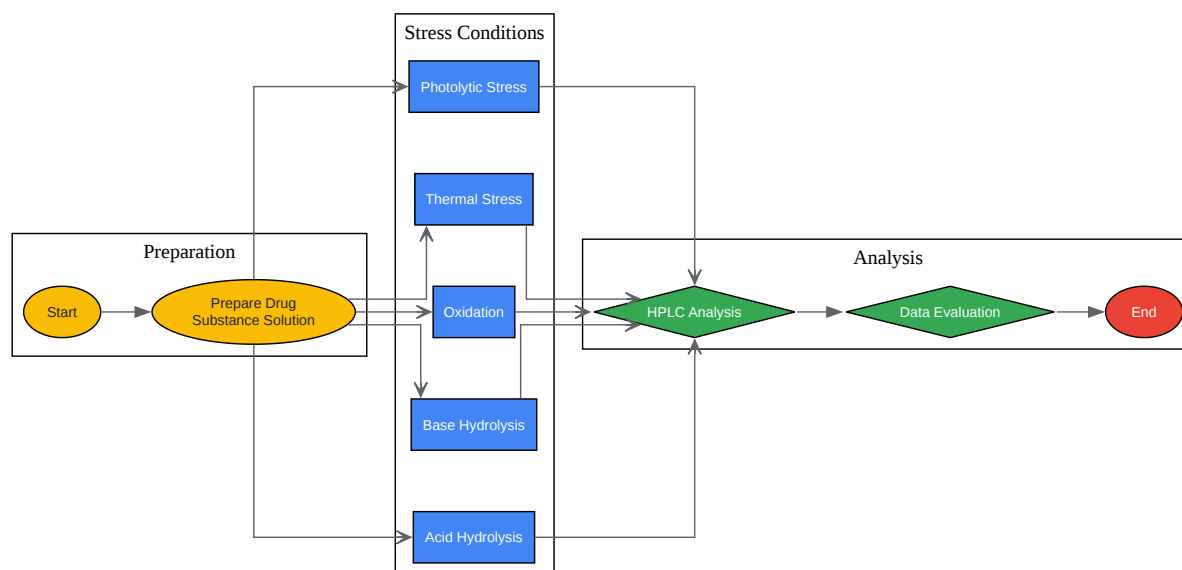 Stress Conditions
Photolytic Stress
Thermal Stress
Preparation
Analysis
Start
Prepare Drug
Substance Solution
Oxidation
HPLC Analysis
Data Evaluation
End
Base Hydrolysis
Acid Hydrolysis